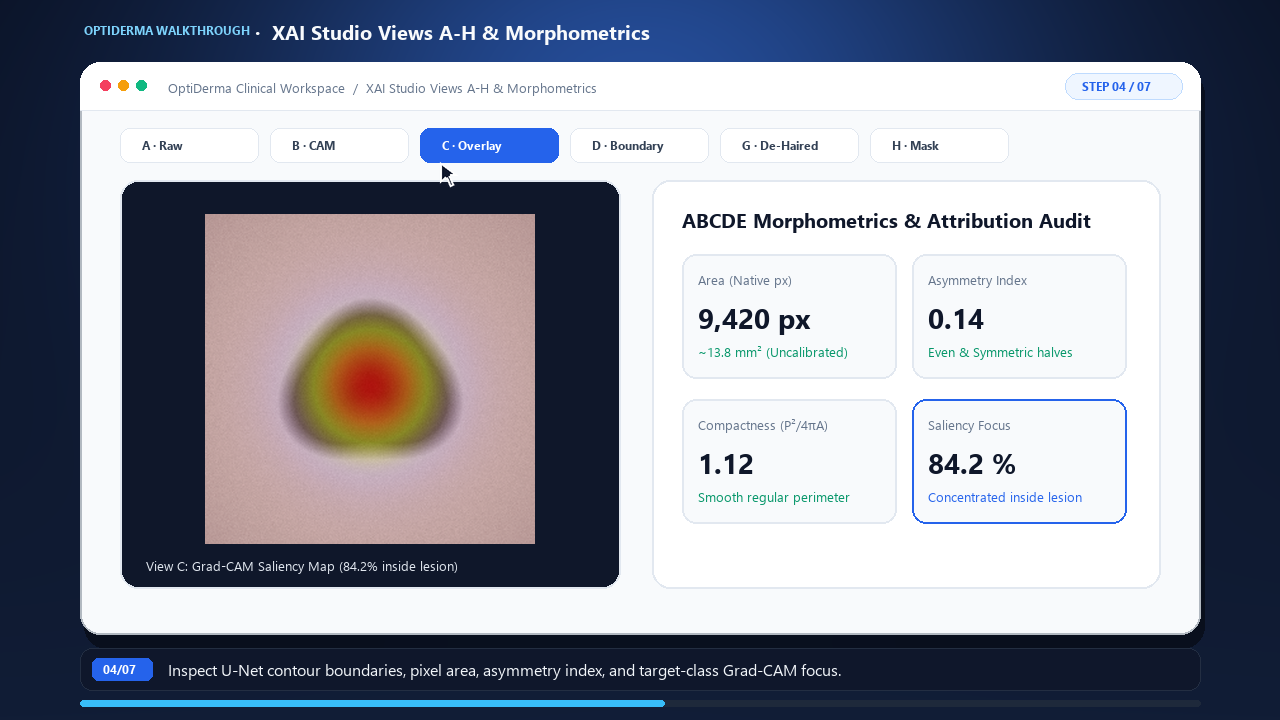 OPTIDERMA WALKTHROUGH • XAI Studio Views A-H & Morphometrics
OptiDerma Clinical Workspace / XAI Studio Views A-H & Morphometrics
STEP 04 / 07
A · Raw
B · CAM
C · Overlay
D · Boundary
G · De-Haired
H · Mask
View C: Grad-CAM Saliency Map (84.2% inside lesion)
ABCDE Morphometrics & Attribution Audit
Area (Native px)
9,420 px
~13.8 mm² (Uncalibrated)
Asymmetry Index
0.14
Even & Symmetric halves
Compactness (P²/4πA)
1.12
Smooth regular perimeter
Saliency Focus
84.2 %
Concentrated inside lesion
04/07
Inspect U-Net contour boundaries, pixel area, asymmetry index, and target-class Grad-CAM focus.